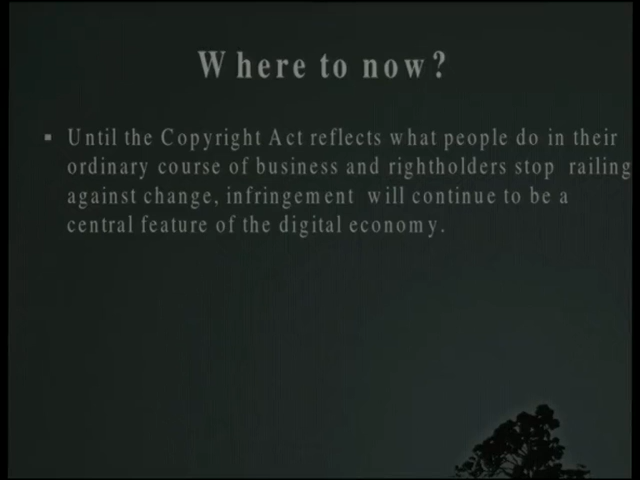 Where to now?
▪ Until the Copyright Act reflects what people do in their
ordinary course of business and rightholders stop railing
against change, infringement will continue to be a
central feature of the digital economy.